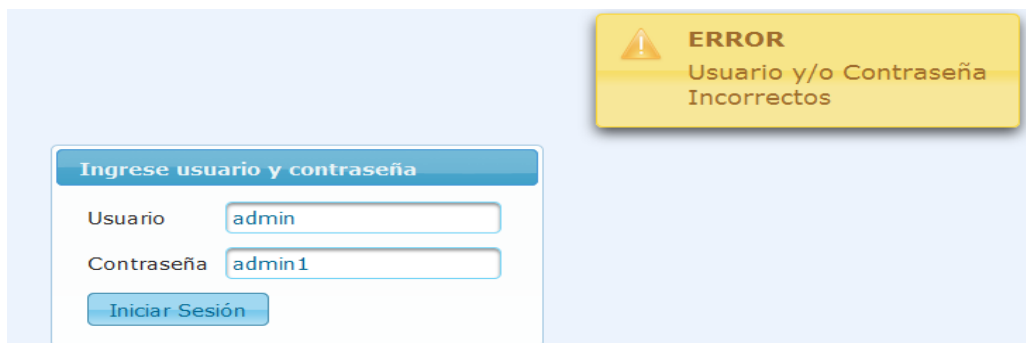 ERROR
Usuario y/o Contraseña
Incorrectos
Ingrese usuario y contraseña
Usuario admin
Contraseña admin1
Iniciar Sesión